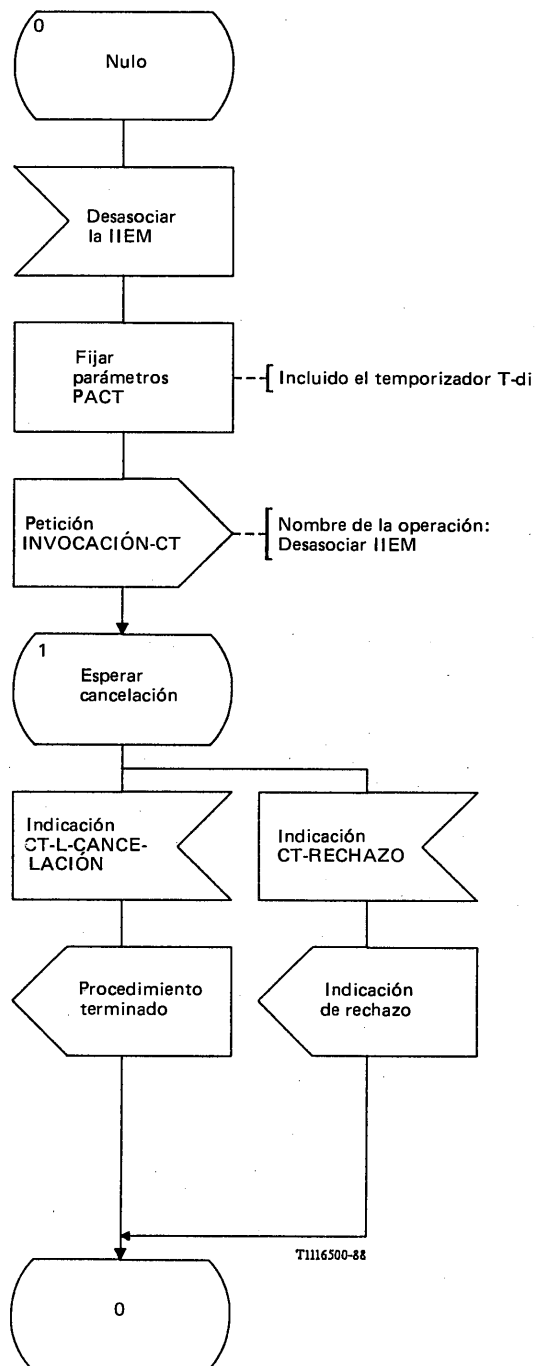 0
Nulo
Desasociar
la IIEM
Fijar
parámetros
PACT
Incluido el temporizador T-di
Petición
INVOCACIÓN-CT
Nombre de la operación:
Desasociar IIEM
1
Esperar
cancelación
Indicación
CT-L-CANCE-
LACIÓN
Indicación
CT-RECHAZO
Procedimiento
terminado
Indicación
de rechazo
T1116500-88
0